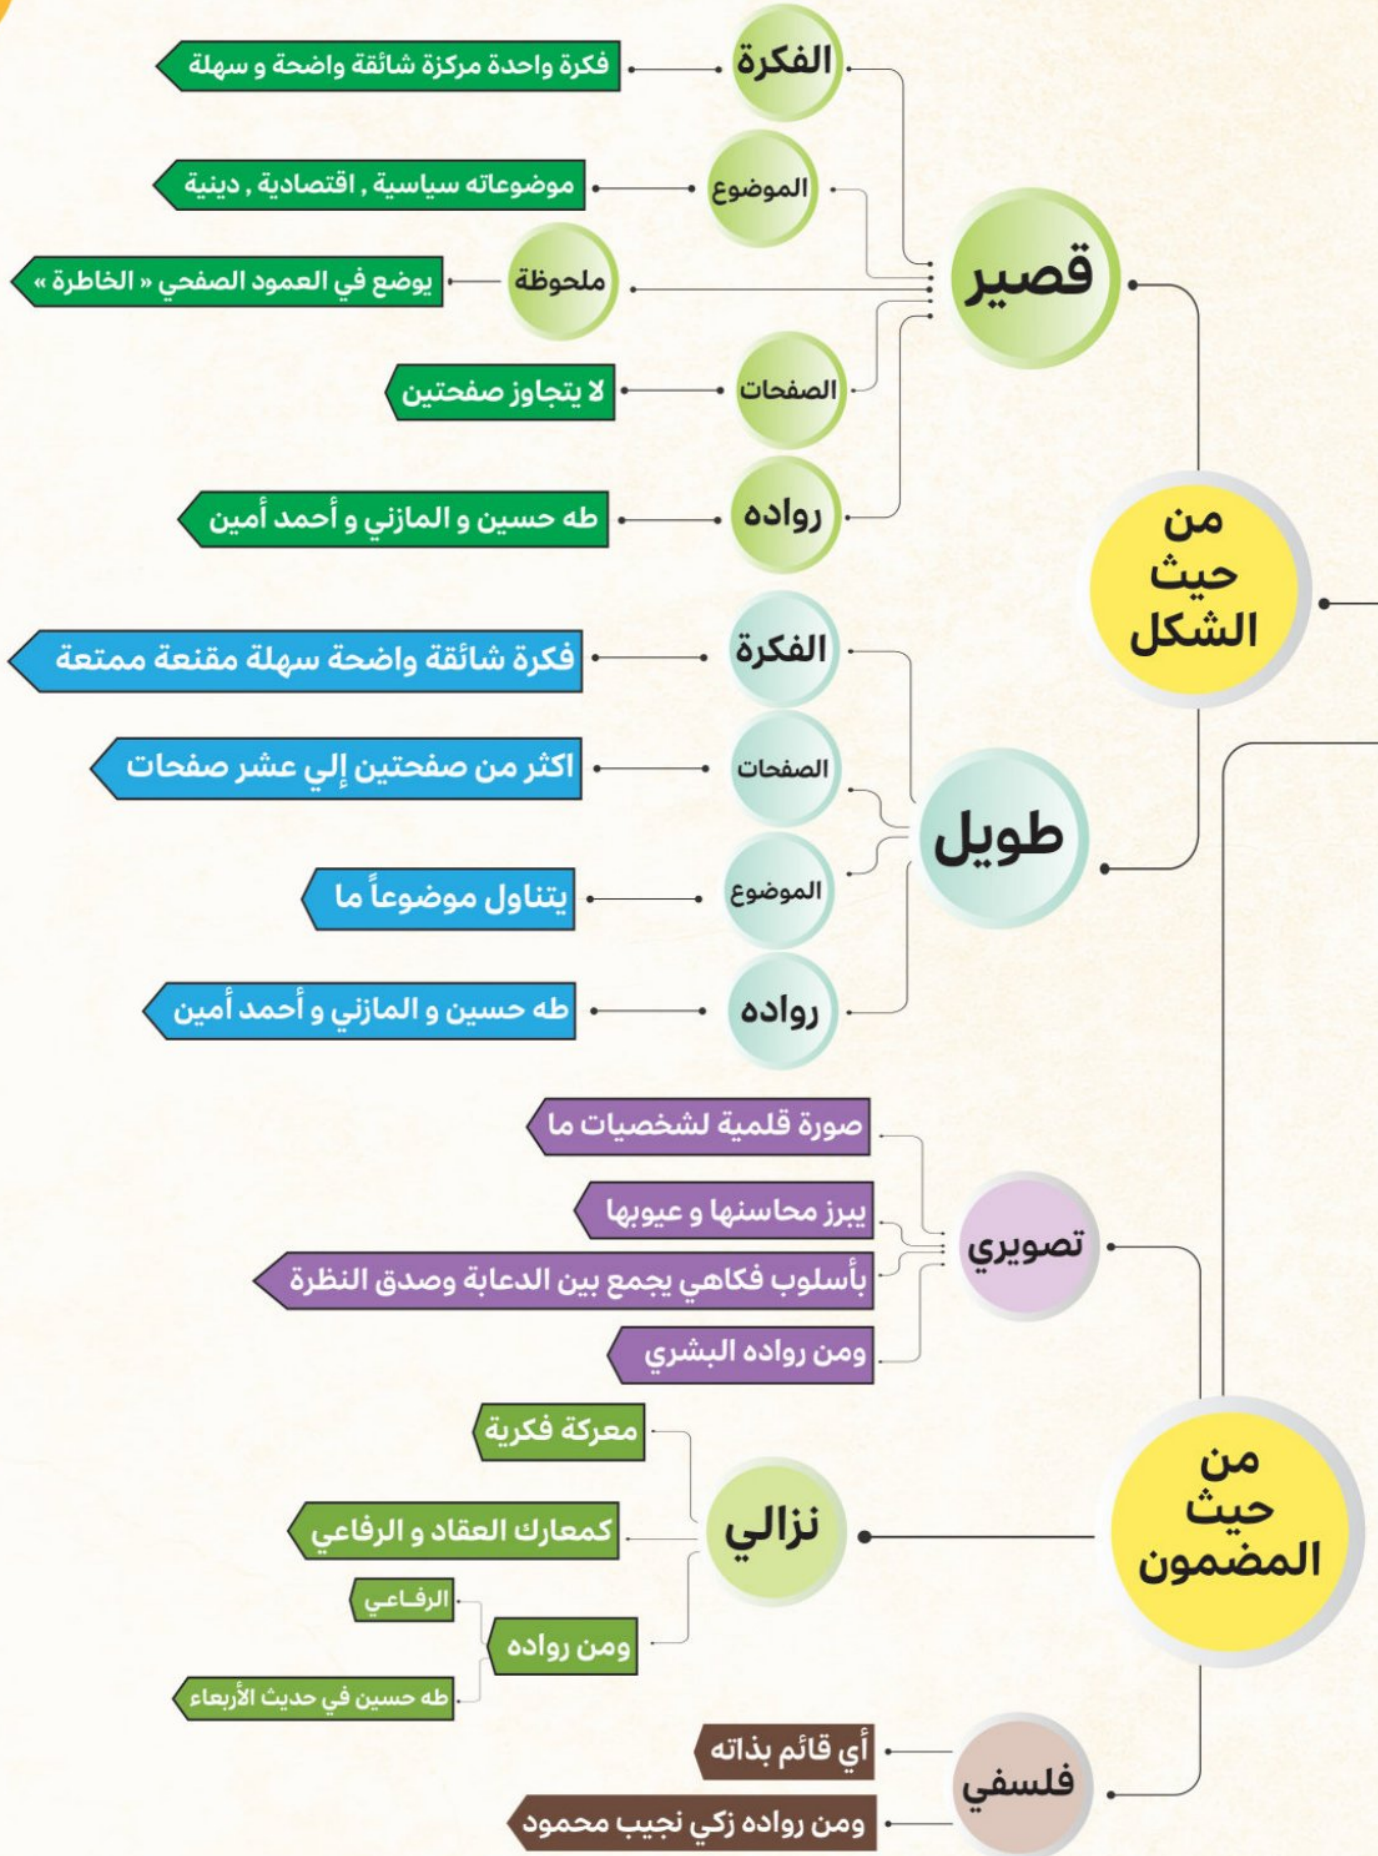 من
حيث
الشكل
قصير
الفكرة
فكرة واحدة مركزة شائقة واضحة و سهلة
الموضوع
موضوعاته سياسية , اقتصادية , دينية
ملحوظة
يوضع في العمود الصفحي « الخاطرة »
الصفحات
لا يتجاوز صفحتين
رواده
طه حسين و المازني و أحمد أمين
طويل
الفكرة
فكرة شائقة واضحة سهلة مقنعة ممتعة
الصفحات
اكثر من صفحتين إلي عشر صفحات
الموضوع
يتناول موضوعاً ما
رواده
طه حسين و المازني و أحمد أمين
من
حيث
المضمون
تصويري
صورة قلمية لشخصيات ما
يبرز محاسنها و عيوبها
بأسلوب فكاهي يجمع بين الدعابة وصدق النظرة
ومن رواده البشري
نزالي
معركة فكرية
كمعارك العقاد و الرفاعي
ومن رواده
الرفـاعـي
طه حسين في حديث الأربعاء
فلسفي
أي قائم بذاته
ومن رواده زكي نجيب محمود